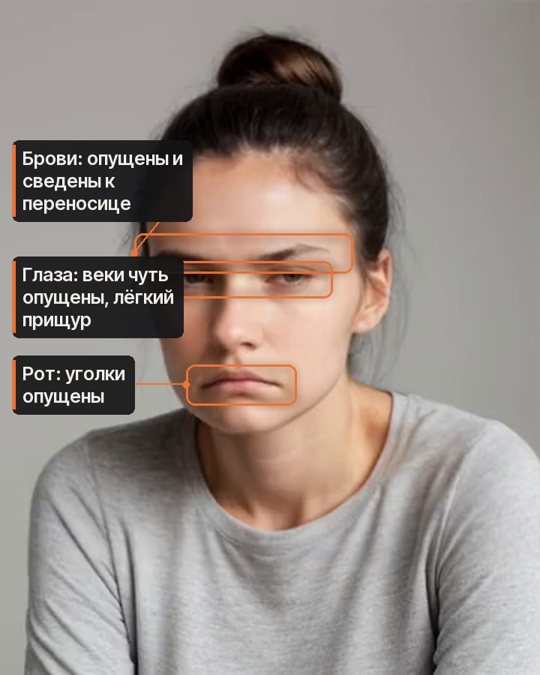 Брови: опущены и
сведены к
переносице
Глаза: веки чуть
опущены, лёгкий
прищур
Рот: уголки
опущены